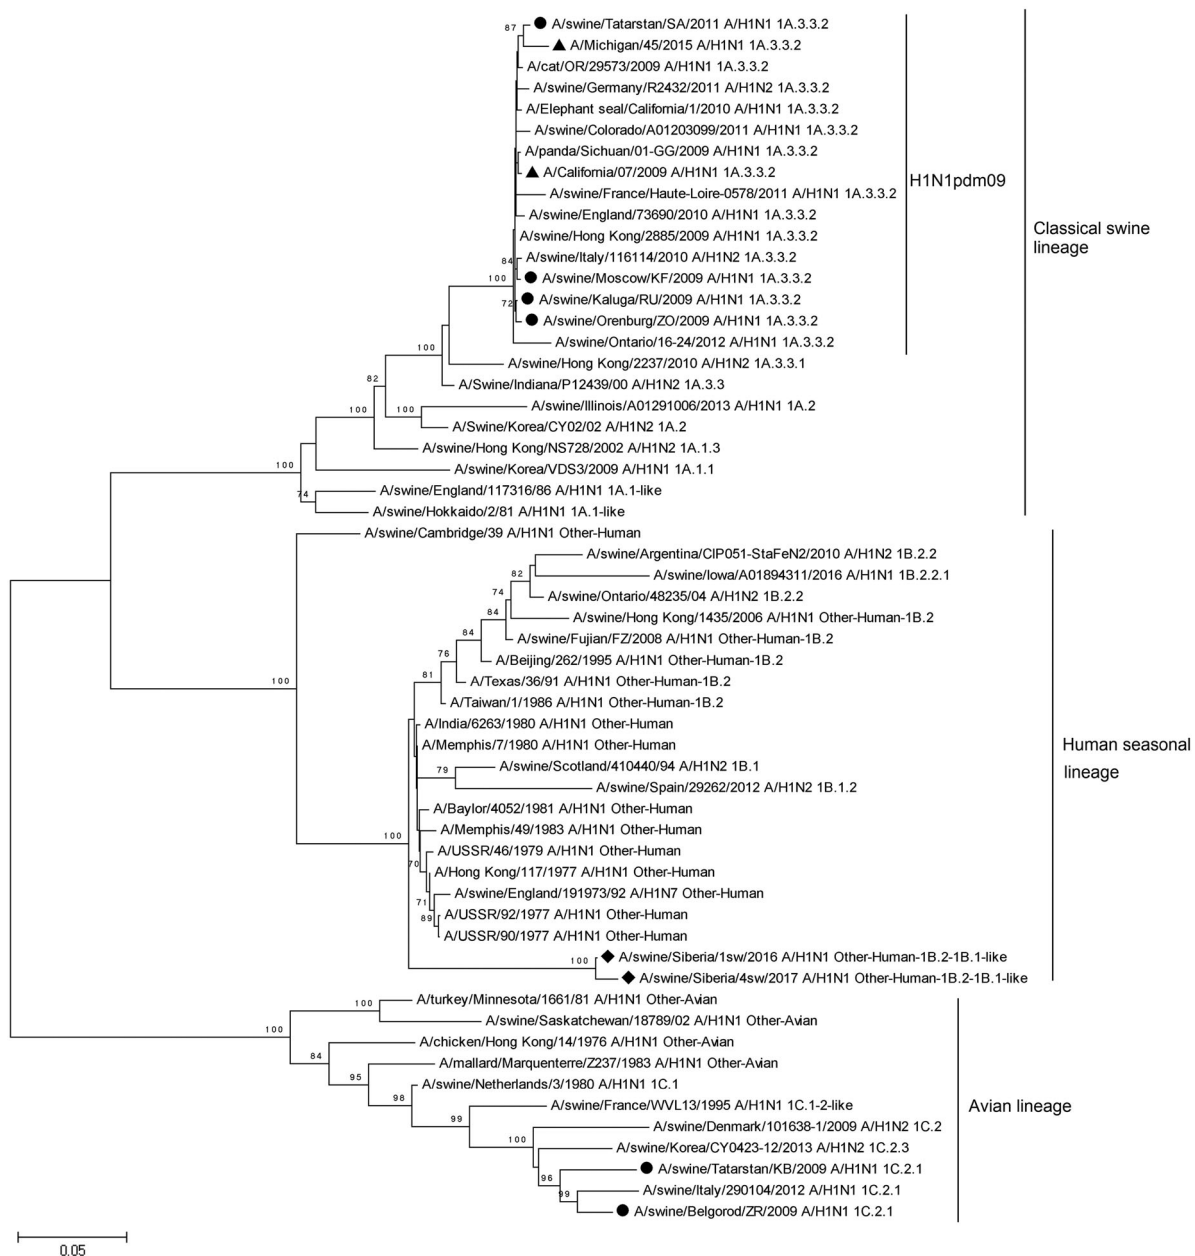 87
A/swine/Tatarstan/SA/2011 A/H1N1 1A.3.3.2
A/Michigan/45/2015 A/H1N1 1A.3.3.2
A/cat/OR/29573/2009 A/H1N1 1A.3.3.2
A/swine/Germany/R2432/2011 A/H1N2 1A.3.3.2
A/Elephant seal/California/1/2010 A/H1N1 1A.3.3.2
A/swine/Colorado/A01203099/2011 A/H1N1 1A.3.3.2
A/panda/Sichuan/01-GG/2009 A/H1N1 1A.3.3.2
A/California/07/2009 A/H1N1 1A.3.3.2
H1N1pdm09
A/swine/France/Haute-Loire-0578/2011 A/H1N1 1A.3.3.2
A/swine/England/73690/2010 A/H1N1 1A.3.3.2
Classical swine
lineage
A/swine/Hong Kong/2885/2009 A/H1N1 1A.3.3.2
84
A/swine/Italy/116114/2010 A/H1N2 1A.3.3.2
100
A/swine/Moscow/KF/2009 A/H1N1 1A.3.3.2
72
A/swine/Kaluga/RU/2009 A/H1N1 1A.3.3.2
A/swine/Orenburg/ZO/2009 A/H1N1 1A.3.3.2
A/swine/Ontario/16-24/2012 A/H1N1 1A.3.3.2
100
A/swine/Hong Kong/2237/2010 A/H1N2 1A.3.3.1
82
A/Swine/Indiana/P12439/00 A/H1N2 1A.3.3
100
100
A/swine/Illinois/A01291006/2013 A/H1N1 1A.2
A/Swine/Korea/CY02/02 A/H1N2 1A.2
A/swine/Hong Kong/NS728/2002 A/H1N2 1A.1.3
100
A/swine/Korea/VDS3/2009 A/H1N1 1A.1.1
74
A/swine/England/117316/86 A/H1N1 1A.1-like
A/swine/Hokkaido/2/81 A/H1N1 1A.1-like
A/swine/Cambridge/39 A/H1N1 Other-Human
A/swine/Argentina/CIP051-StaFeN2/2010 A/H1N2 1B.2.2
82
A/swine/Iowa/A01894311/2016 A/H1N1 1B.2.2.1
74
A/swine/Ontario/48235/04 A/H1N2 1B.2.2
84
A/swine/Hong Kong/1435/2006 A/H1N1 Other-Human-1B.2
84
A/swine/Fujian/FZ/2008 A/H1N1 Other-Human-1B.2
76
A/Beijing/262/1995 A/H1N1 Other-Human-1B.2
81
A/Texas/36/91 A/H1N1 Other-Human-1B.2
100
A/Taiwan/1/1986 A/H1N1 Other-Human-1B.2
A/India/6263/1980 A/H1N1 Other-Human
A/Memphis/7/1980 A/H1N1 Other-Human
Human seasonal
lineage
79
A/swine/Scotland/410440/94 A/H1N2 1B.1
A/swine/Spain/29262/2012 A/H1N2 1B.1.2
A/Baylor/4052/1981 A/H1N1 Other-Human
100
A/Memphis/49/1983 A/H1N1 Other-Human
A/USSR/46/1979 A/H1N1 Other-Human
70
A/Hong Kong/117/1977 A/H1N1 Other-Human
A/swine/England/191973/92 A/H1N7 Other-Human
71
A/USSR/92/1977 A/H1N1 Other-Human
89
A/USSR/90/1977 A/H1N1 Other-Human
100
A/swine/Siberia/1sw/2016 A/H1N1 Other-Human-1B.2-1B.1-like
A/swine/Siberia/4sw/2017 A/H1N1 Other-Human-1B.2-1B.1-like
100
A/turkey/Minnesota/1661/81 A/H1N1 Other-Avian
A/swine/Saskatchewan/18789/02 A/H1N1 Other-Avian
100
A/chicken/Hong Kong/14/1976 A/H1N1 Other-Avian
84
A/mallard/Marquenterre/Z237/1983 A/H1N1 Other-Avian
95
A/swine/Netherlands/3/1980 A/H1N1 1C.1
98
A/swine/France/WVL13/1995 A/H1N1 1C.1-2-like
Avian lineage
99
A/swine/Denmark/101638-1/2009 A/H1N2 1C.2
100
A/swine/Korea/CY0423-12/2013 A/H1N2 1C.2.3
A/swine/Tatarstan/KB/2009 A/H1N1 1C.2.1
96
A/swine/Italy/290104/2012 A/H1N1 1C.2.1
99
A/swine/Belgorod/ZR/2009 A/H1N1 1C.2.1
0.05